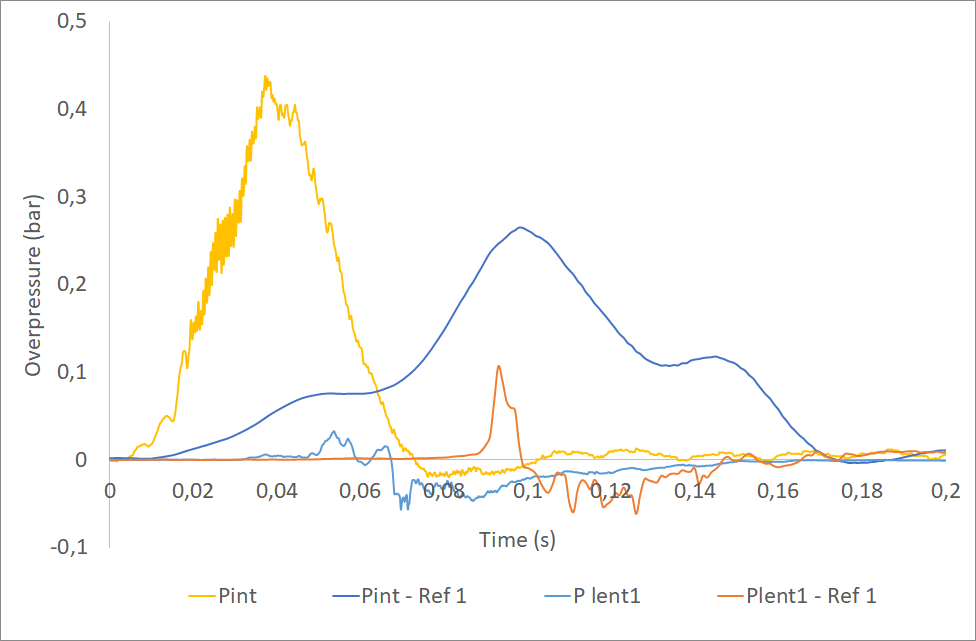 0,5
0,4
0,3
0,2
0,1
0
-0,1
Overpressure (bar)
0 0,02 0,04 0,06 0,08 0,1 0,12 0,14 0,16 0,18 0,2
Time (s)
Pint Pint - Ref 1 P lent1 Plent1 - Ref 1